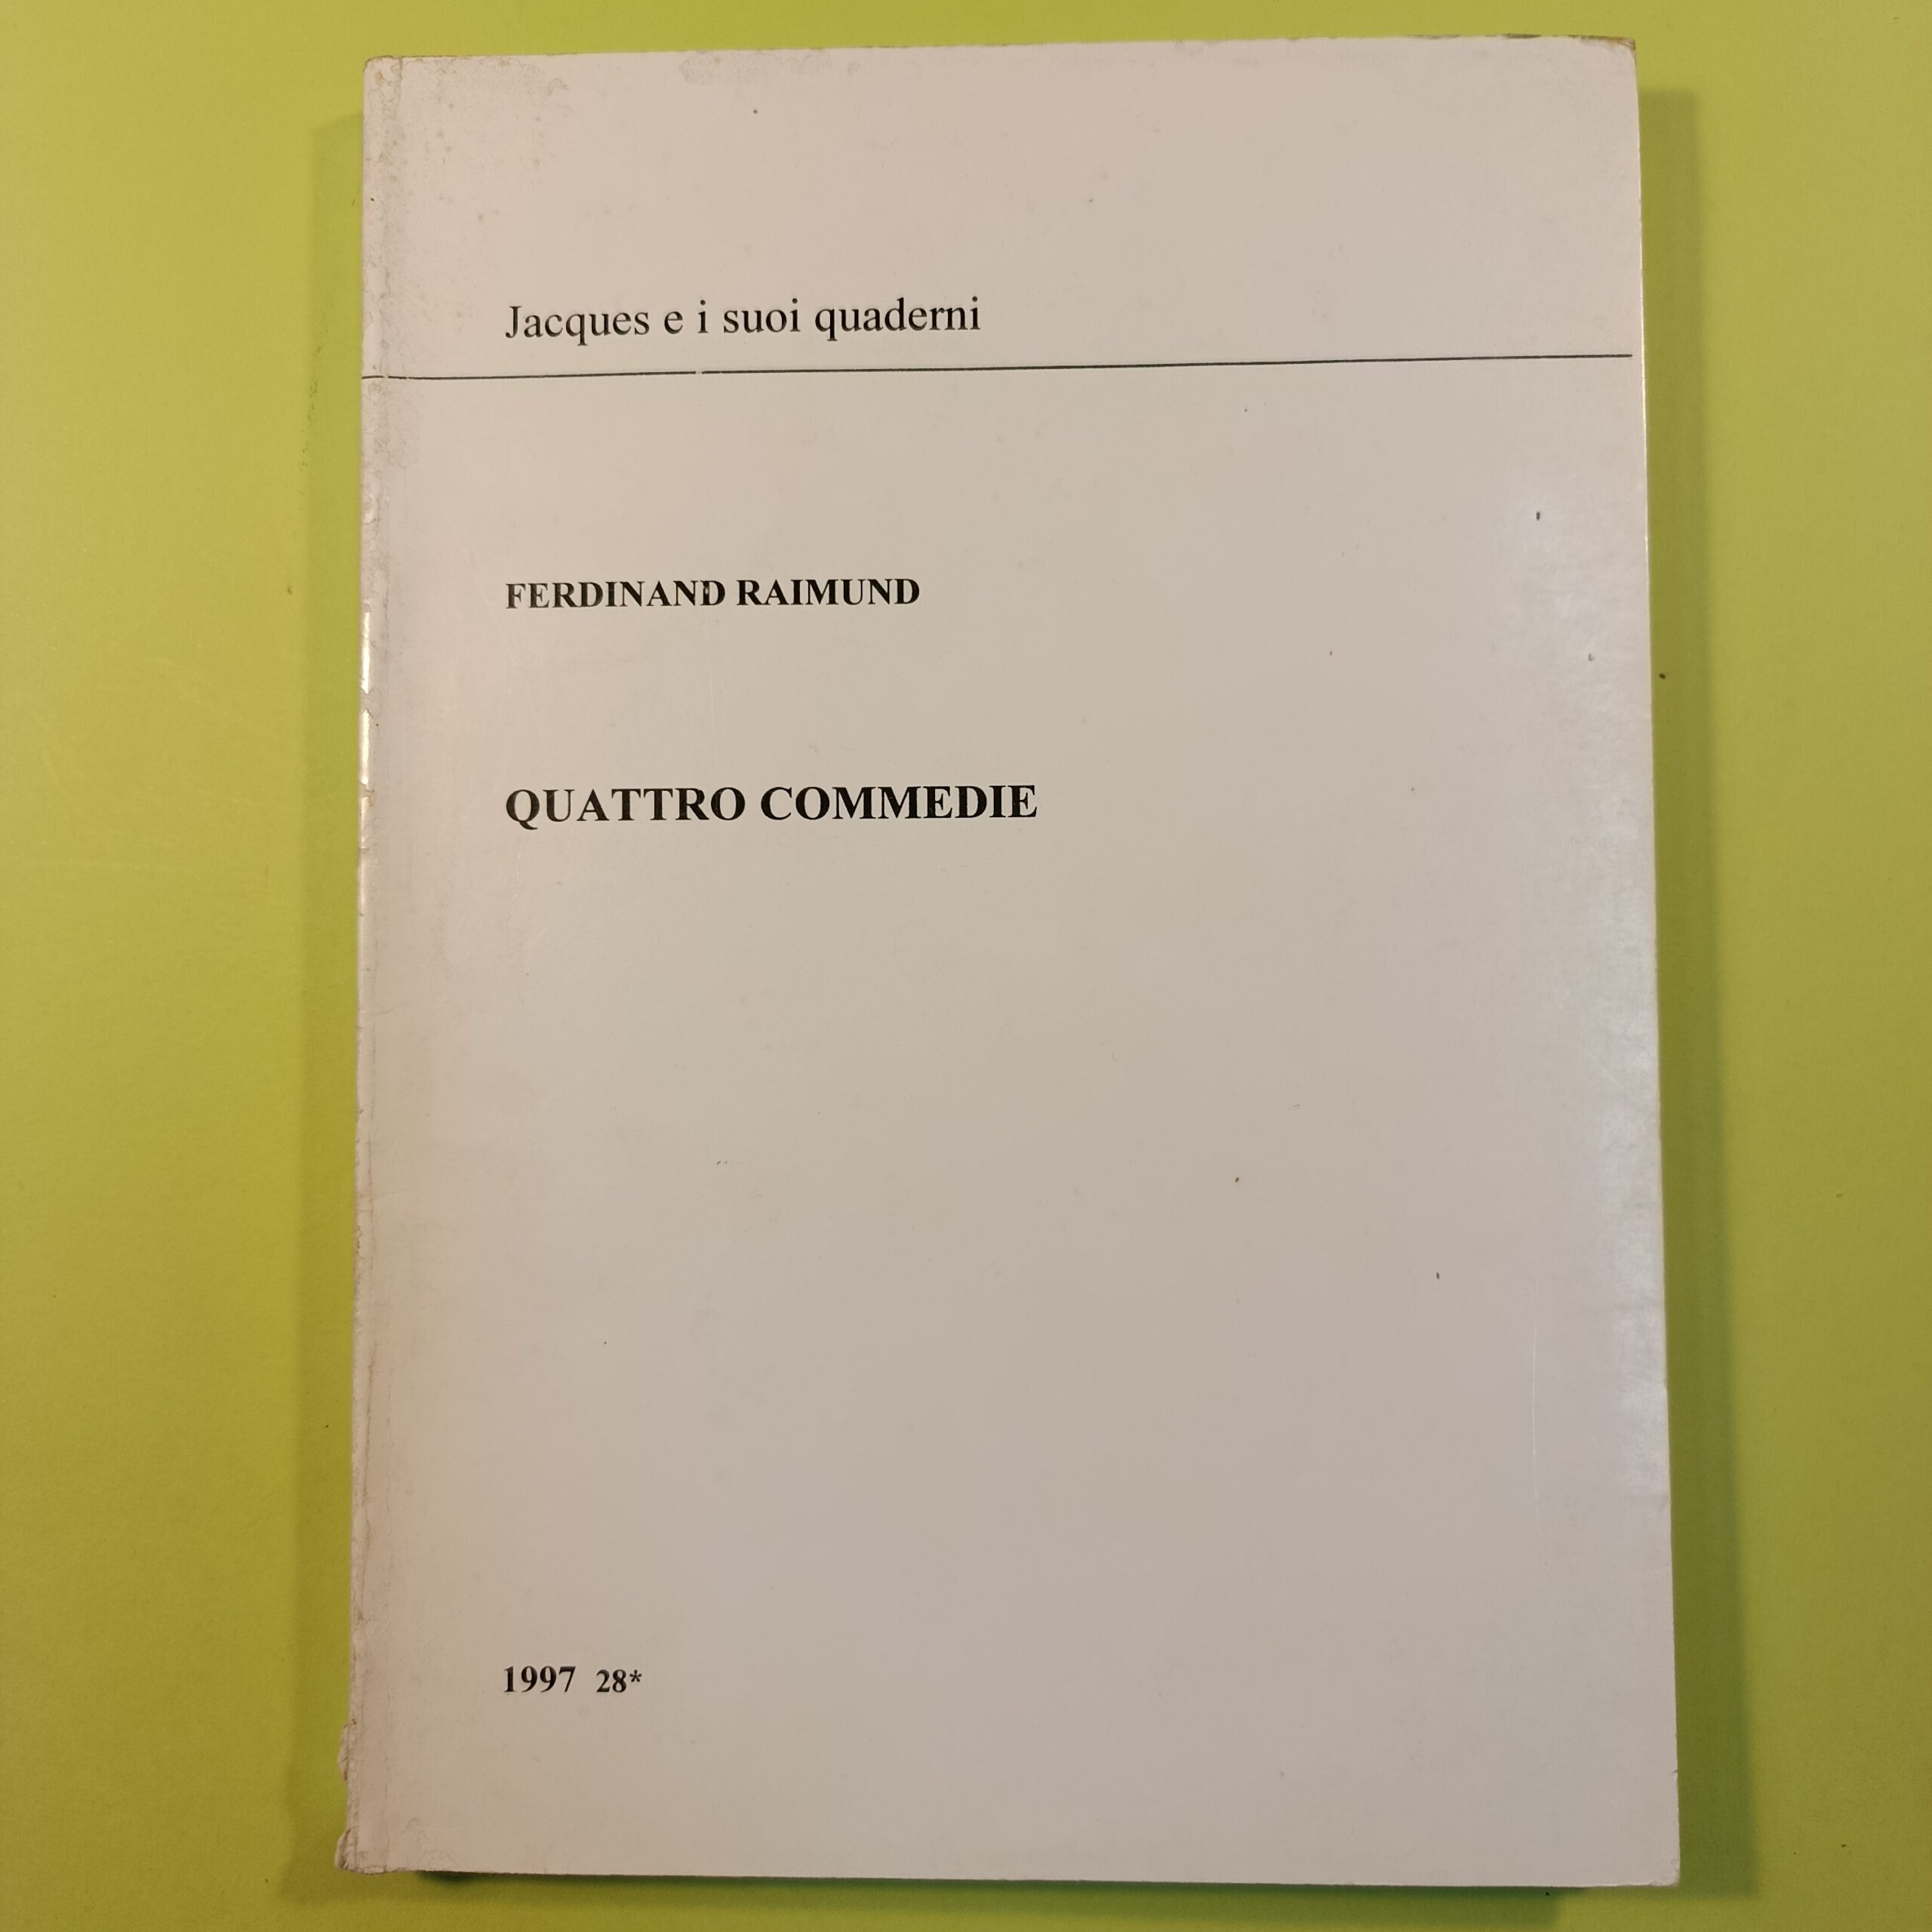 Jacques e i suoi quaderni
FERDINAND RAIMUND
QUATTRO COMMEDIE
1997 28*